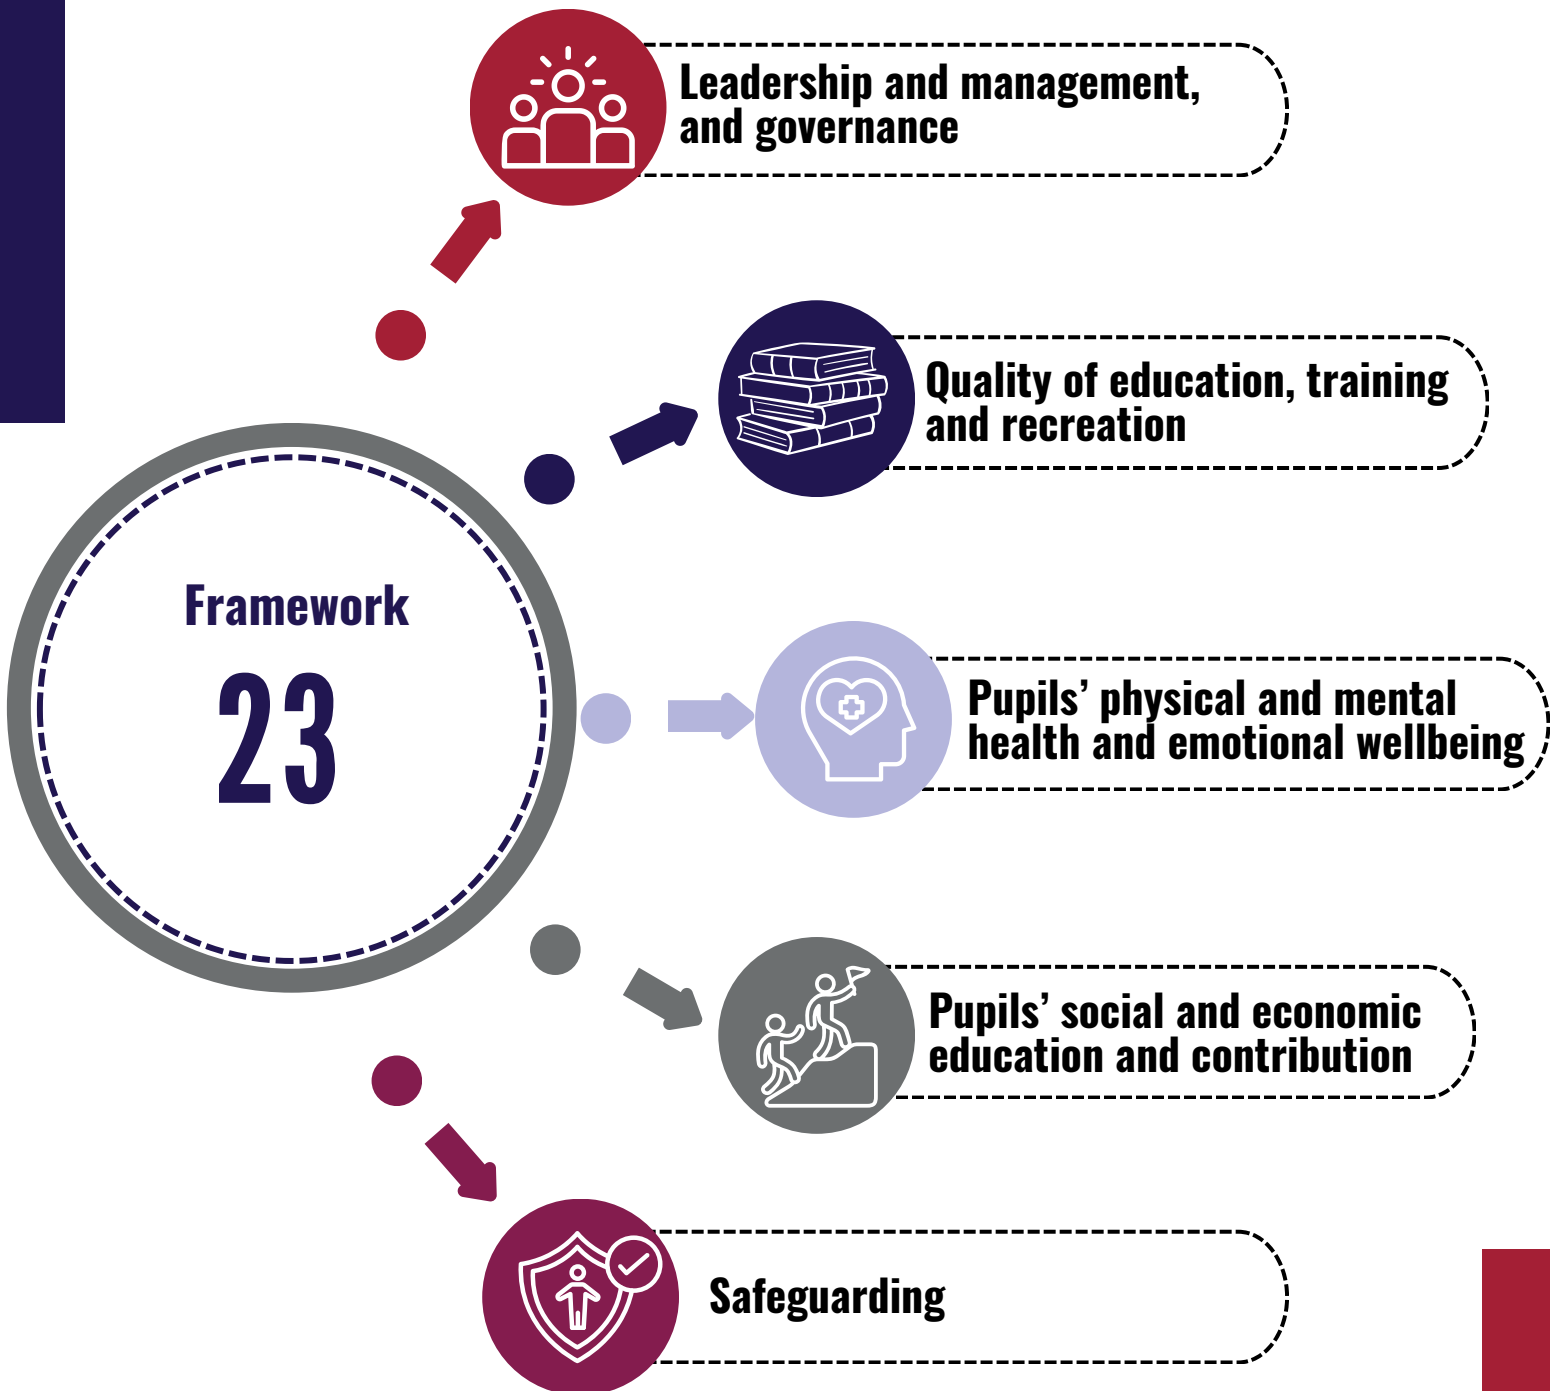 Leadership and management,
and governance
Quality of education, training
and recreation
Framework
23
Pupils’ physical and mental
health and emotional wellbeing
Pupils’ social and economic
education and contribution
Safeguarding